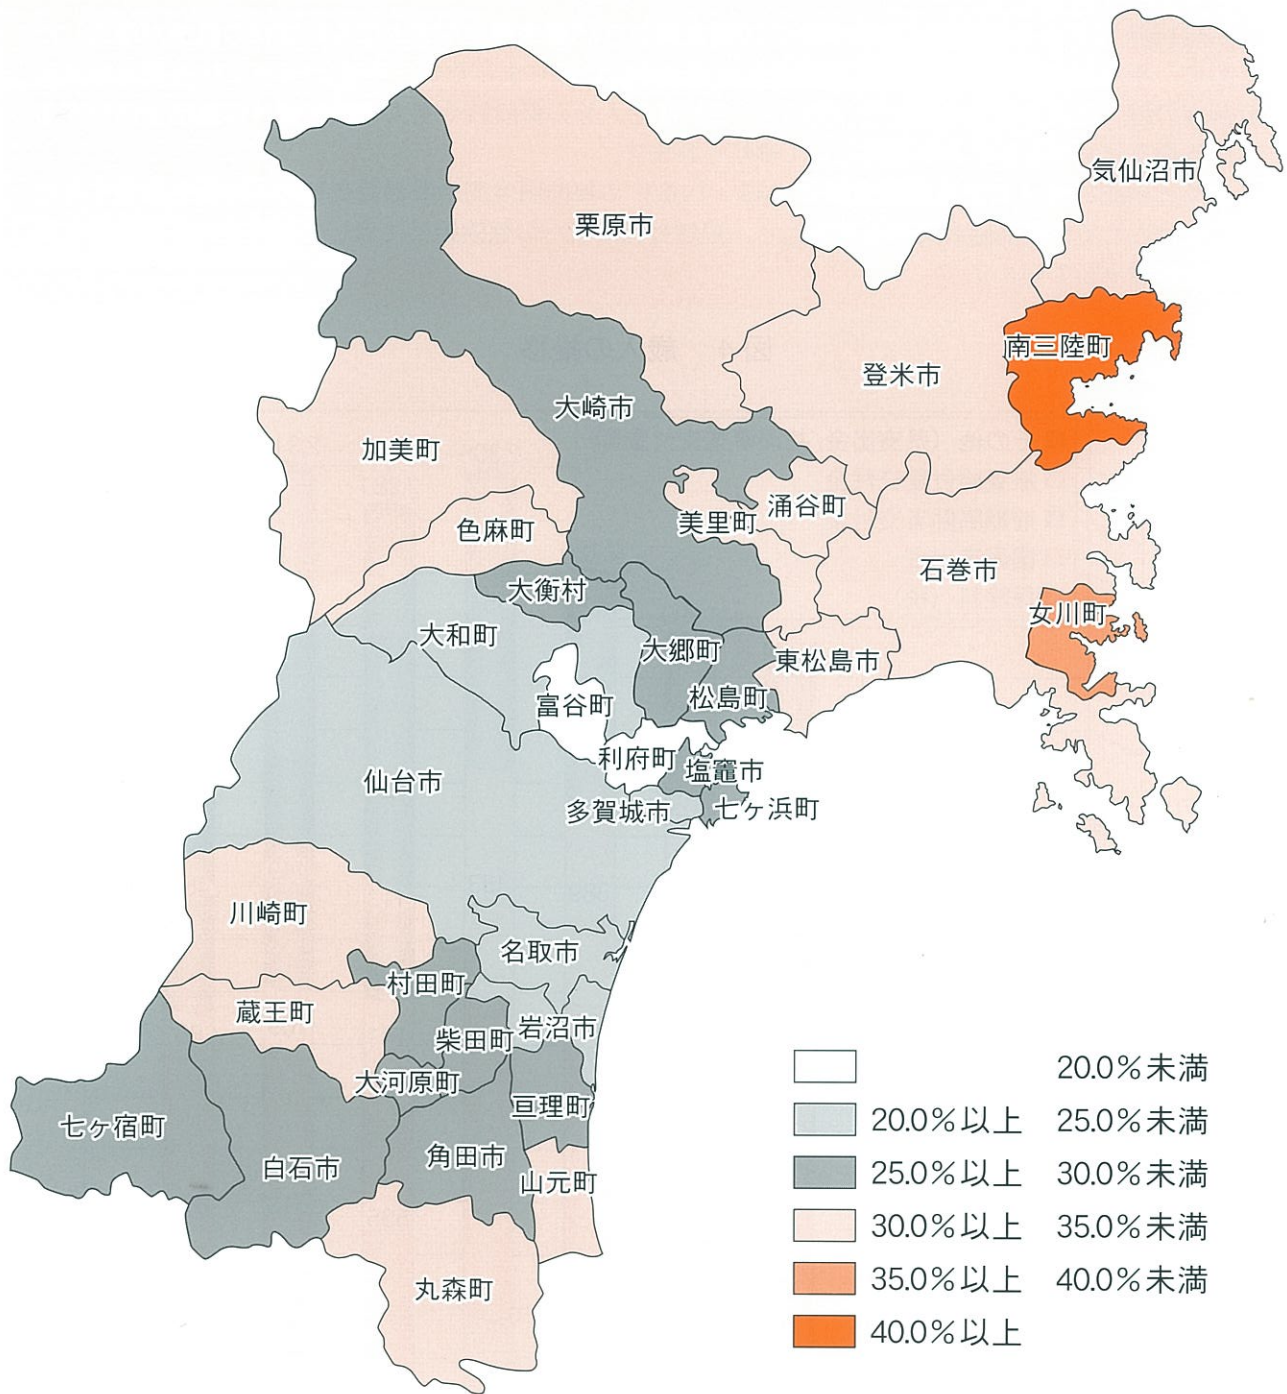 気仙沼市
栗原市
南三陸町
登米市
大崎市
加美町
涌谷町
美里町
色麻町
石巻市
大衡村
女川町
大和町
大郷町
東松島市
松島町
富谷町
利府町
塩竈市
仙台市
多賀城市
七ヶ浜町
川崎町
名取市
村田町
蔵王町
岩沼市
柴田町
大河原町
亘理町
七ヶ宿町
角田市
白石市
山元町
丸森町
20.0%未満
20.0%以上 25.0%未満
25.0%以上 30.0%未満
30.0%以上 35.0%未満
35.0%以上 40.0%未満
40.0%以上